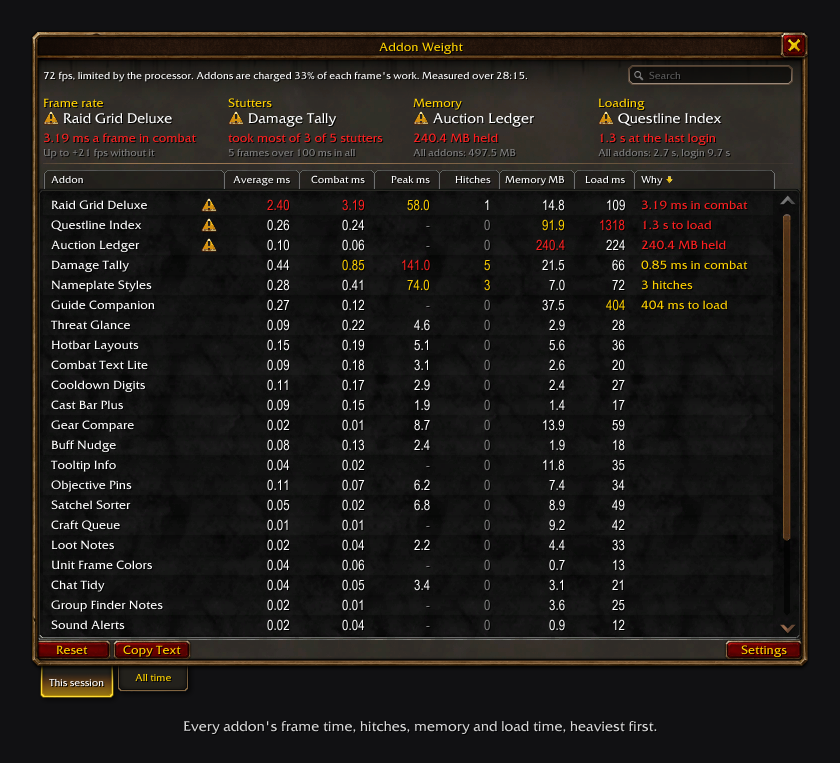 Addon Weight
72 fps, limited by the processor. Addons are charged 33% of each frame's work. Measured over 28:15.
Search
Frame rate Stutters Memory Loading
Raid Grid Deluxe Damage Tally Auction Ledger Questline Index
3.19 ms a frame in combat took most of 3 of 5 stutters 240.4 MB held 1.3 s at the last login
Up to +21 fps without it 5 frames over 100 ms in all All addons: 497.5 MB All addons: 2.7 s, login 9.7 s
Addon Average ms Combat ms Peak ms Hitches Memory MB Load ms Why
Raid Grid Deluxe 2.40 3.19 58.0 1 14.8 109 3.19 ms in combat
Questline Index 0.26 0.24 - 0 91.9 1318 1.3 s to load
Auction Ledger 0.10 0.06 - 0 240.4 224 240.4 MB held
Damage Tally 0.44 0.85 141.0 5 21.5 66 0.85 ms in combat
Nameplate Styles 0.28 0.41 74.0 3 7.0 72 3 hitches
Guide Companion 0.27 0.12 - 0 37.5 404 404 ms to load
Threat Glance 0.09 0.22 4.6 0 2.9 28
Hotbar Layouts 0.15 0.19 5.1 0 5.6 36
Combat Text Lite 0.09 0.18 3.1 0 2.6 20
Cooldown Digits 0.11 0.17 2.9 0 2.4 27
Cast Bar Plus 0.09 0.15 1.9 0 1.4 17
Gear Compare 0.02 0.01 8.7 0 13.9 59
Buff Nudge 0.08 0.13 2.4 0 1.9 18
Tooltip Info 0.04 0.02 - 0 11.8 35
Objective Pins 0.11 0.07 6.2 0 7.4 34
Satchel Sorter 0.05 0.02 6.8 0 8.9 49
Craft Queue 0.01 0.01 - 0 9.2 42
Loot Notes 0.02 0.04 2.2 0 4.4 33
Unit Frame Colors 0.04 0.06 - 0 0.7 13
Chat Tidy 0.04 0.05 3.4 0 3.1 21
Group Finder Notes 0.02 0.01 - 0 3.6 25
Sound Alerts 0.02 0.04 - 0 0.9 12
Reset Copy Text Settings
This session All time
Every addon's frame time, hitches, memory and load time, heaviest first.